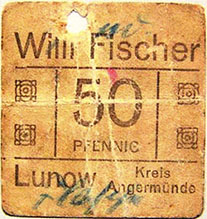 Willi Fischer
50
PFENNIG
Lunow Kreis
Angermünde